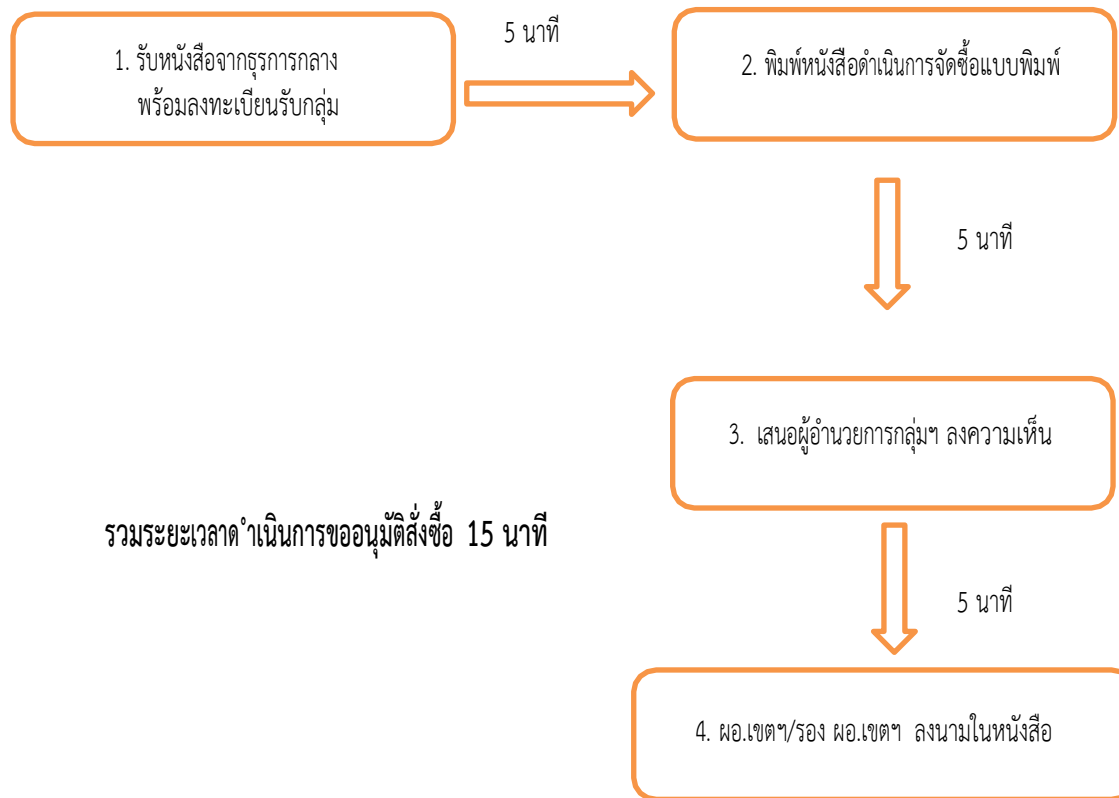 1. รับหนังสือจากธุรการกลาง
พร้อมลงทะเบียนรับกลุ่ม
5 นาที
2. พิมพ์หนังสือดำเนินการจัดซื้อแบบพิมพ์
5 นาที
3. เสนอผู้อำนวยการกลุ่มฯ ลงความเห็น
รวมระยะเวลาดำเนินการขออนุมัติสั่งซื้อ 15 นาที
5 นาที
4. ผอ.เขตฯ/รอง ผอ.เขตฯ ลงนามในหนังสือ